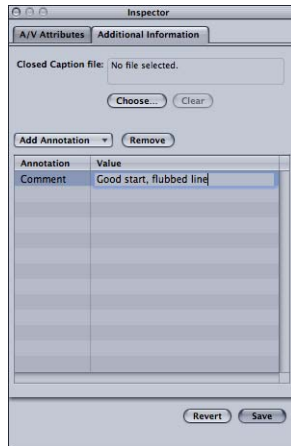 Inspector
A/V Attributes Additional Information
Closed Caption file: No file selected.
Choose... Clear
Add Annotation Remove
Annotation Value
Comment Good start, flubbed line
Revert Save